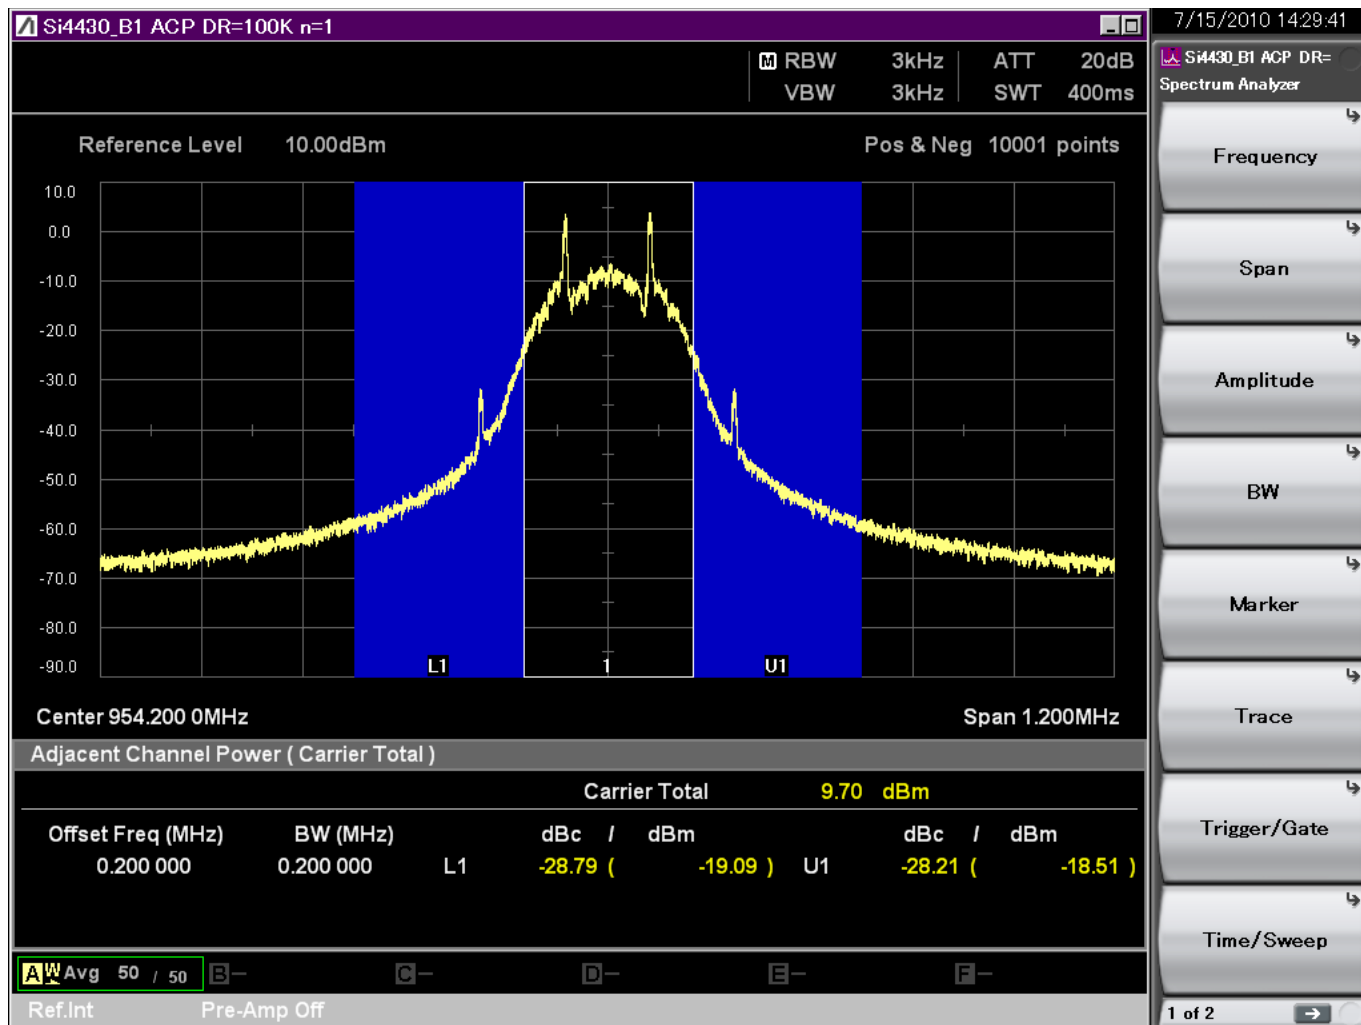 Si4430_B1 ACP DR=100K n=1
7/15/2010 14:29:41
M RBW 3kHz ATT 20dB
VBW 3kHz SWT 400ms
Si4430_B1 ACP DR=
Spectrum Analyzer
Reference Level 10.00dBm Pos & Neg 10001 points
10.0
0.0
-10.0
-20.0
-30.0
-40.0
-50.0
-60.0
-70.0
-80.0
-90.0
L1 1 U1
Center 954.200 0MHz Span 1.200MHz
Adjacent Channel Power ( Carrier Total )
Carrier Total 9.70 dBm
Offset Freq (MHz) BW (MHz) dBc / dBm dBc / dBm
0.200 000 0.200 000 L1 -28.79 ( -19.09 ) U1 -28.21 ( -18.51 )
A W Avg 50 / 50 B- C- D- E- F-
Ref.Int Pre-Amp Off
Frequency
Span
Amplitude
BW
Marker
Trace
Trigger/Gate
Time/Sweep
1 of 2